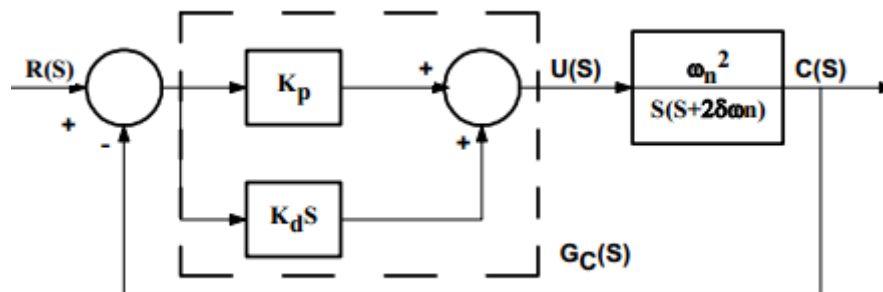 R(S)
+
-
Kp
KdS
+
+
U(S)
ωn²
S(S+2δωn)
C(S)
GC(S)